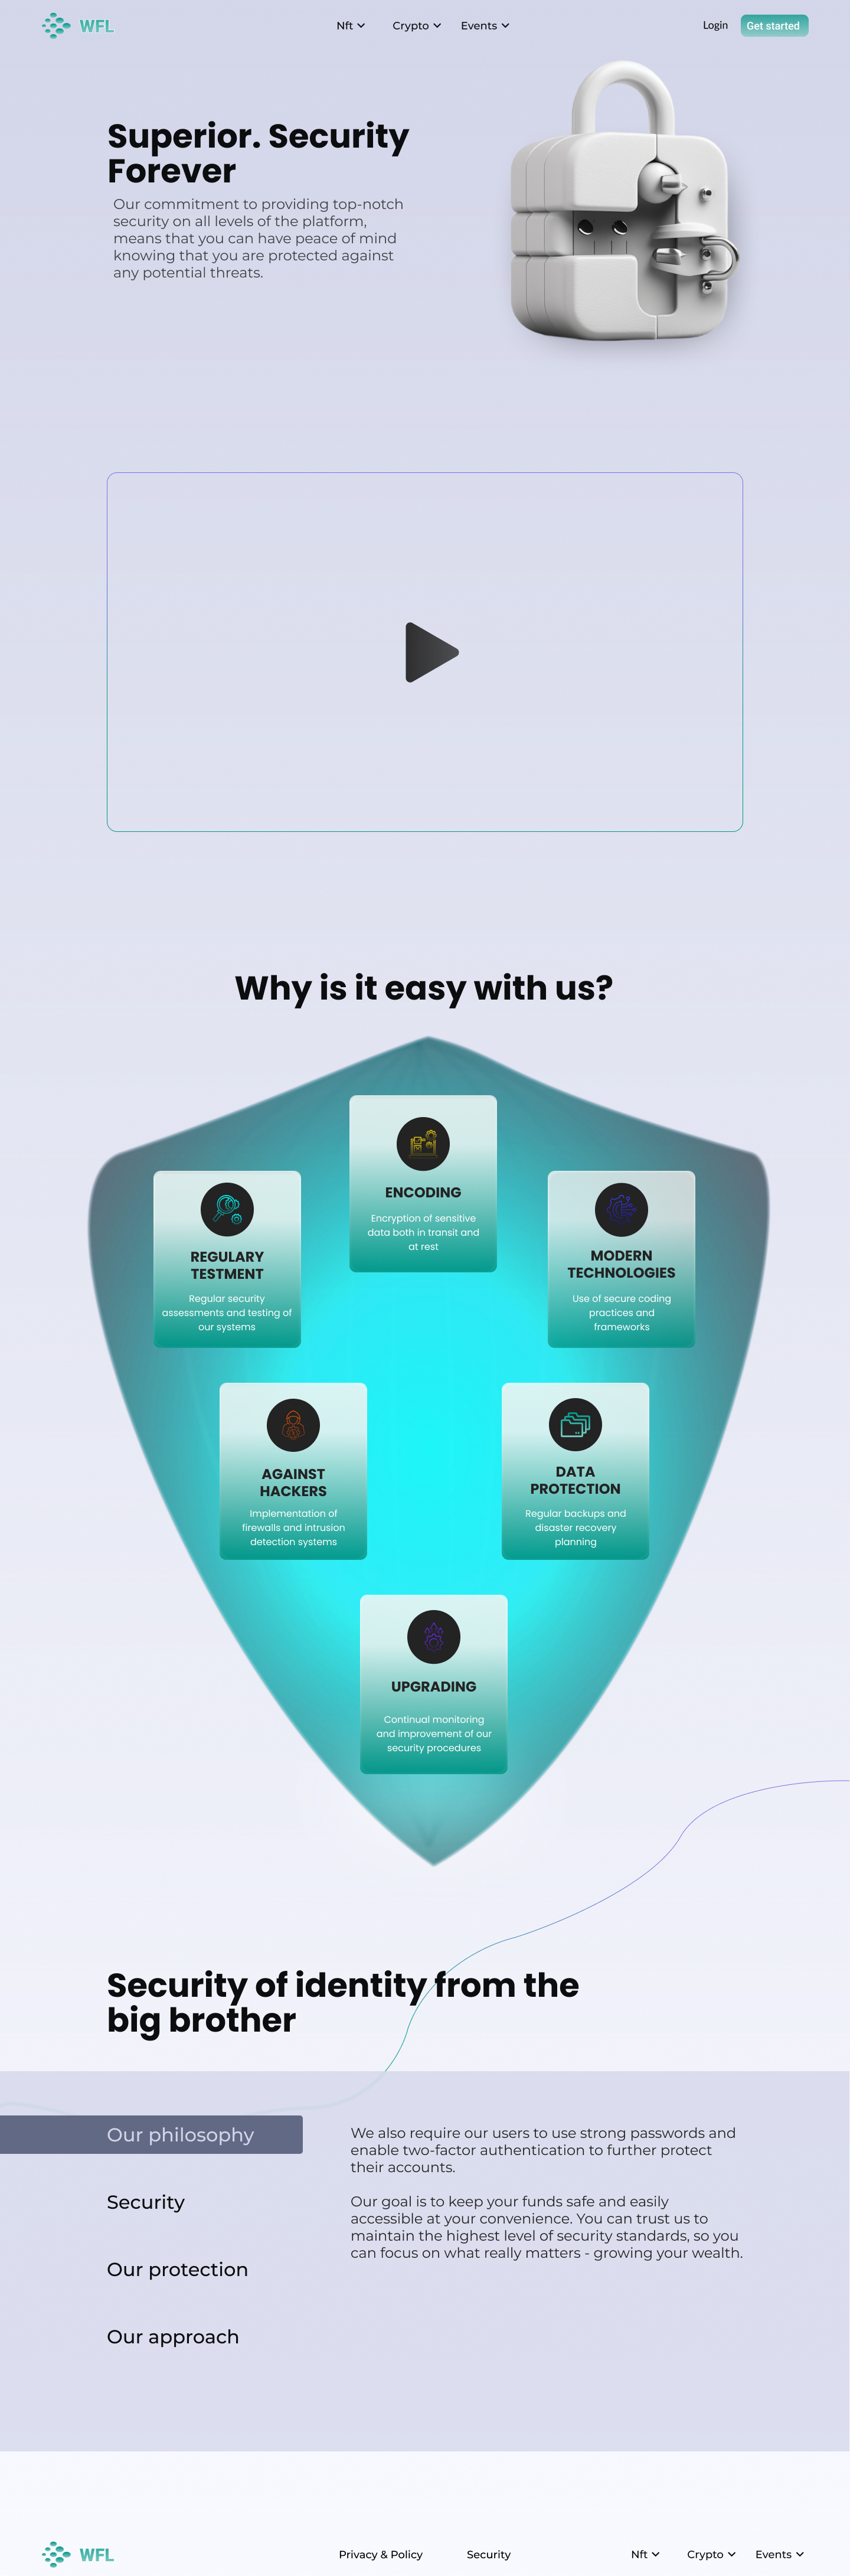 WFL
Nft
Crypto
Events
Login
Get started
Superior. Security
Forever
Our commitment to providing top-notch
security on all levels of the platform,
means that you can have peace of mind
knowing that you are protected against
any potential threats.
Why is it easy with us?
ENCODING
Encryption of sensitive
data both in transit and
at rest
REGULARY
TESTMENT
Regular security
assessments and testing of
our systems
MODERN
TECHNOLOGIES
Use of secure coding
practices and
frameworks
AGAINST
HACKERS
Implementation of
firewalls and intrusion
detection systems
DATA
PROTECTION
Regular backups and
disaster recovery
planning
UPGRADING
Continual monitoring
and improvement of our
security procedures
Security of identity from the
big brother
Our philosophy
Security
Our protection
Our approach
We also require our users to use strong passwords and
enable two-factor authentication to further protect
their accounts.
Our goal is to keep your funds safe and easily
accessible at your convenience. You can trust us to
maintain the highest level of security standards, so you
can focus on what really matters - growing your wealth.
WFL
Privacy & Policy
Security
Nft
Crypto
Events